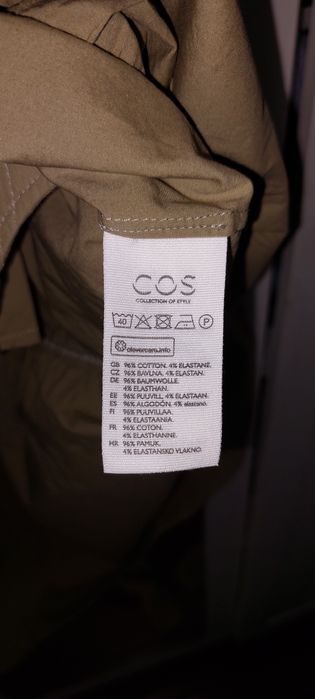 COS
COLLECTION OF STYLE
40 P
clevercare.info
GB 96% COTTON. 4% ELASTANE.
CZ 96% BAVLNA. 4% ELASTAN.
DE 96% BAUMWOLLE.
4% ELASTHAN.
EE 96% PUUVILL. 4% ELASTAAN.
ES 96% ALGODÓN. 4% elastano.
FI 96% PUUVILLAA.
4% ELASTAANIA.
FR 96% COTON.
4% ELASTHANNE.
HR 96% PAMUK.
4% ELASTANSKO VLAKNO.